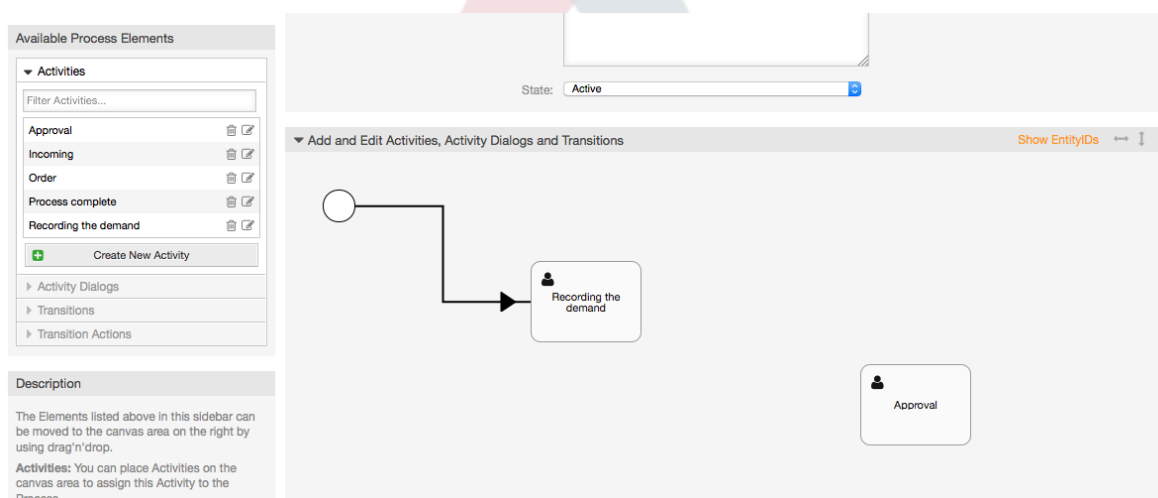 Available Process Elements
Activities
Filter Activities...
Approval
Incoming
Order
Process complete
Recording the demand
Create New Activity
Activity Dialogs
Transitions
Transition Actions
Description
The Elements listed above in this sidebar can
be moved to the canvas area on the right by
using drag'n'drop.
Activities: You can place Activities on the
canvas area to assign this Activity to the
Process.
State: Active
Add and Edit Activities, Activity Dialogs and Transitions
Show EntityIDs
Recording the
demand
Approval